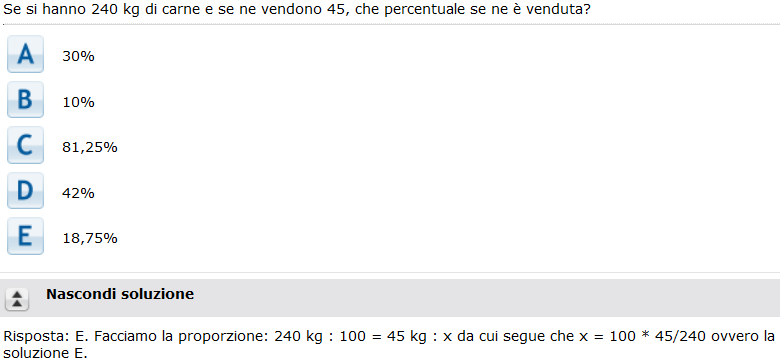 Se si hanno 240 kg di carne e se ne vendono 45, che percentuale se ne è venduta?
A 30%
B 10%
C 81,25%
D 42%
E 18,75%
Nascondi soluzione
Risposta: E. Facciamo la proporzione: 240 kg : 100 = 45 kg : x da cui segue che x = 100 * 45/240 ovvero la
soluzione E.